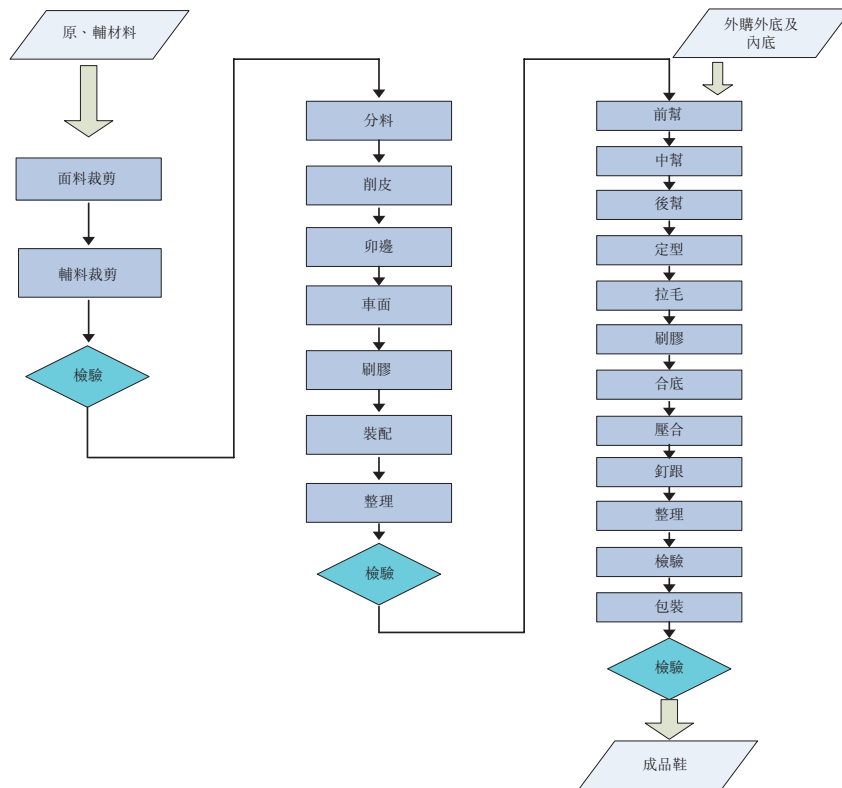 原、輔材料
面料裁剪
輔料裁剪
檢驗
分料
削皮
卯邊
車面
刷膠
裝配
整理
檢驗
外購外底及
內底
前幫
中幫
後幫
定型
拉毛
刷膠
合底
壓合
釘跟
整理
檢驗
包裝
檢驗
成品鞋